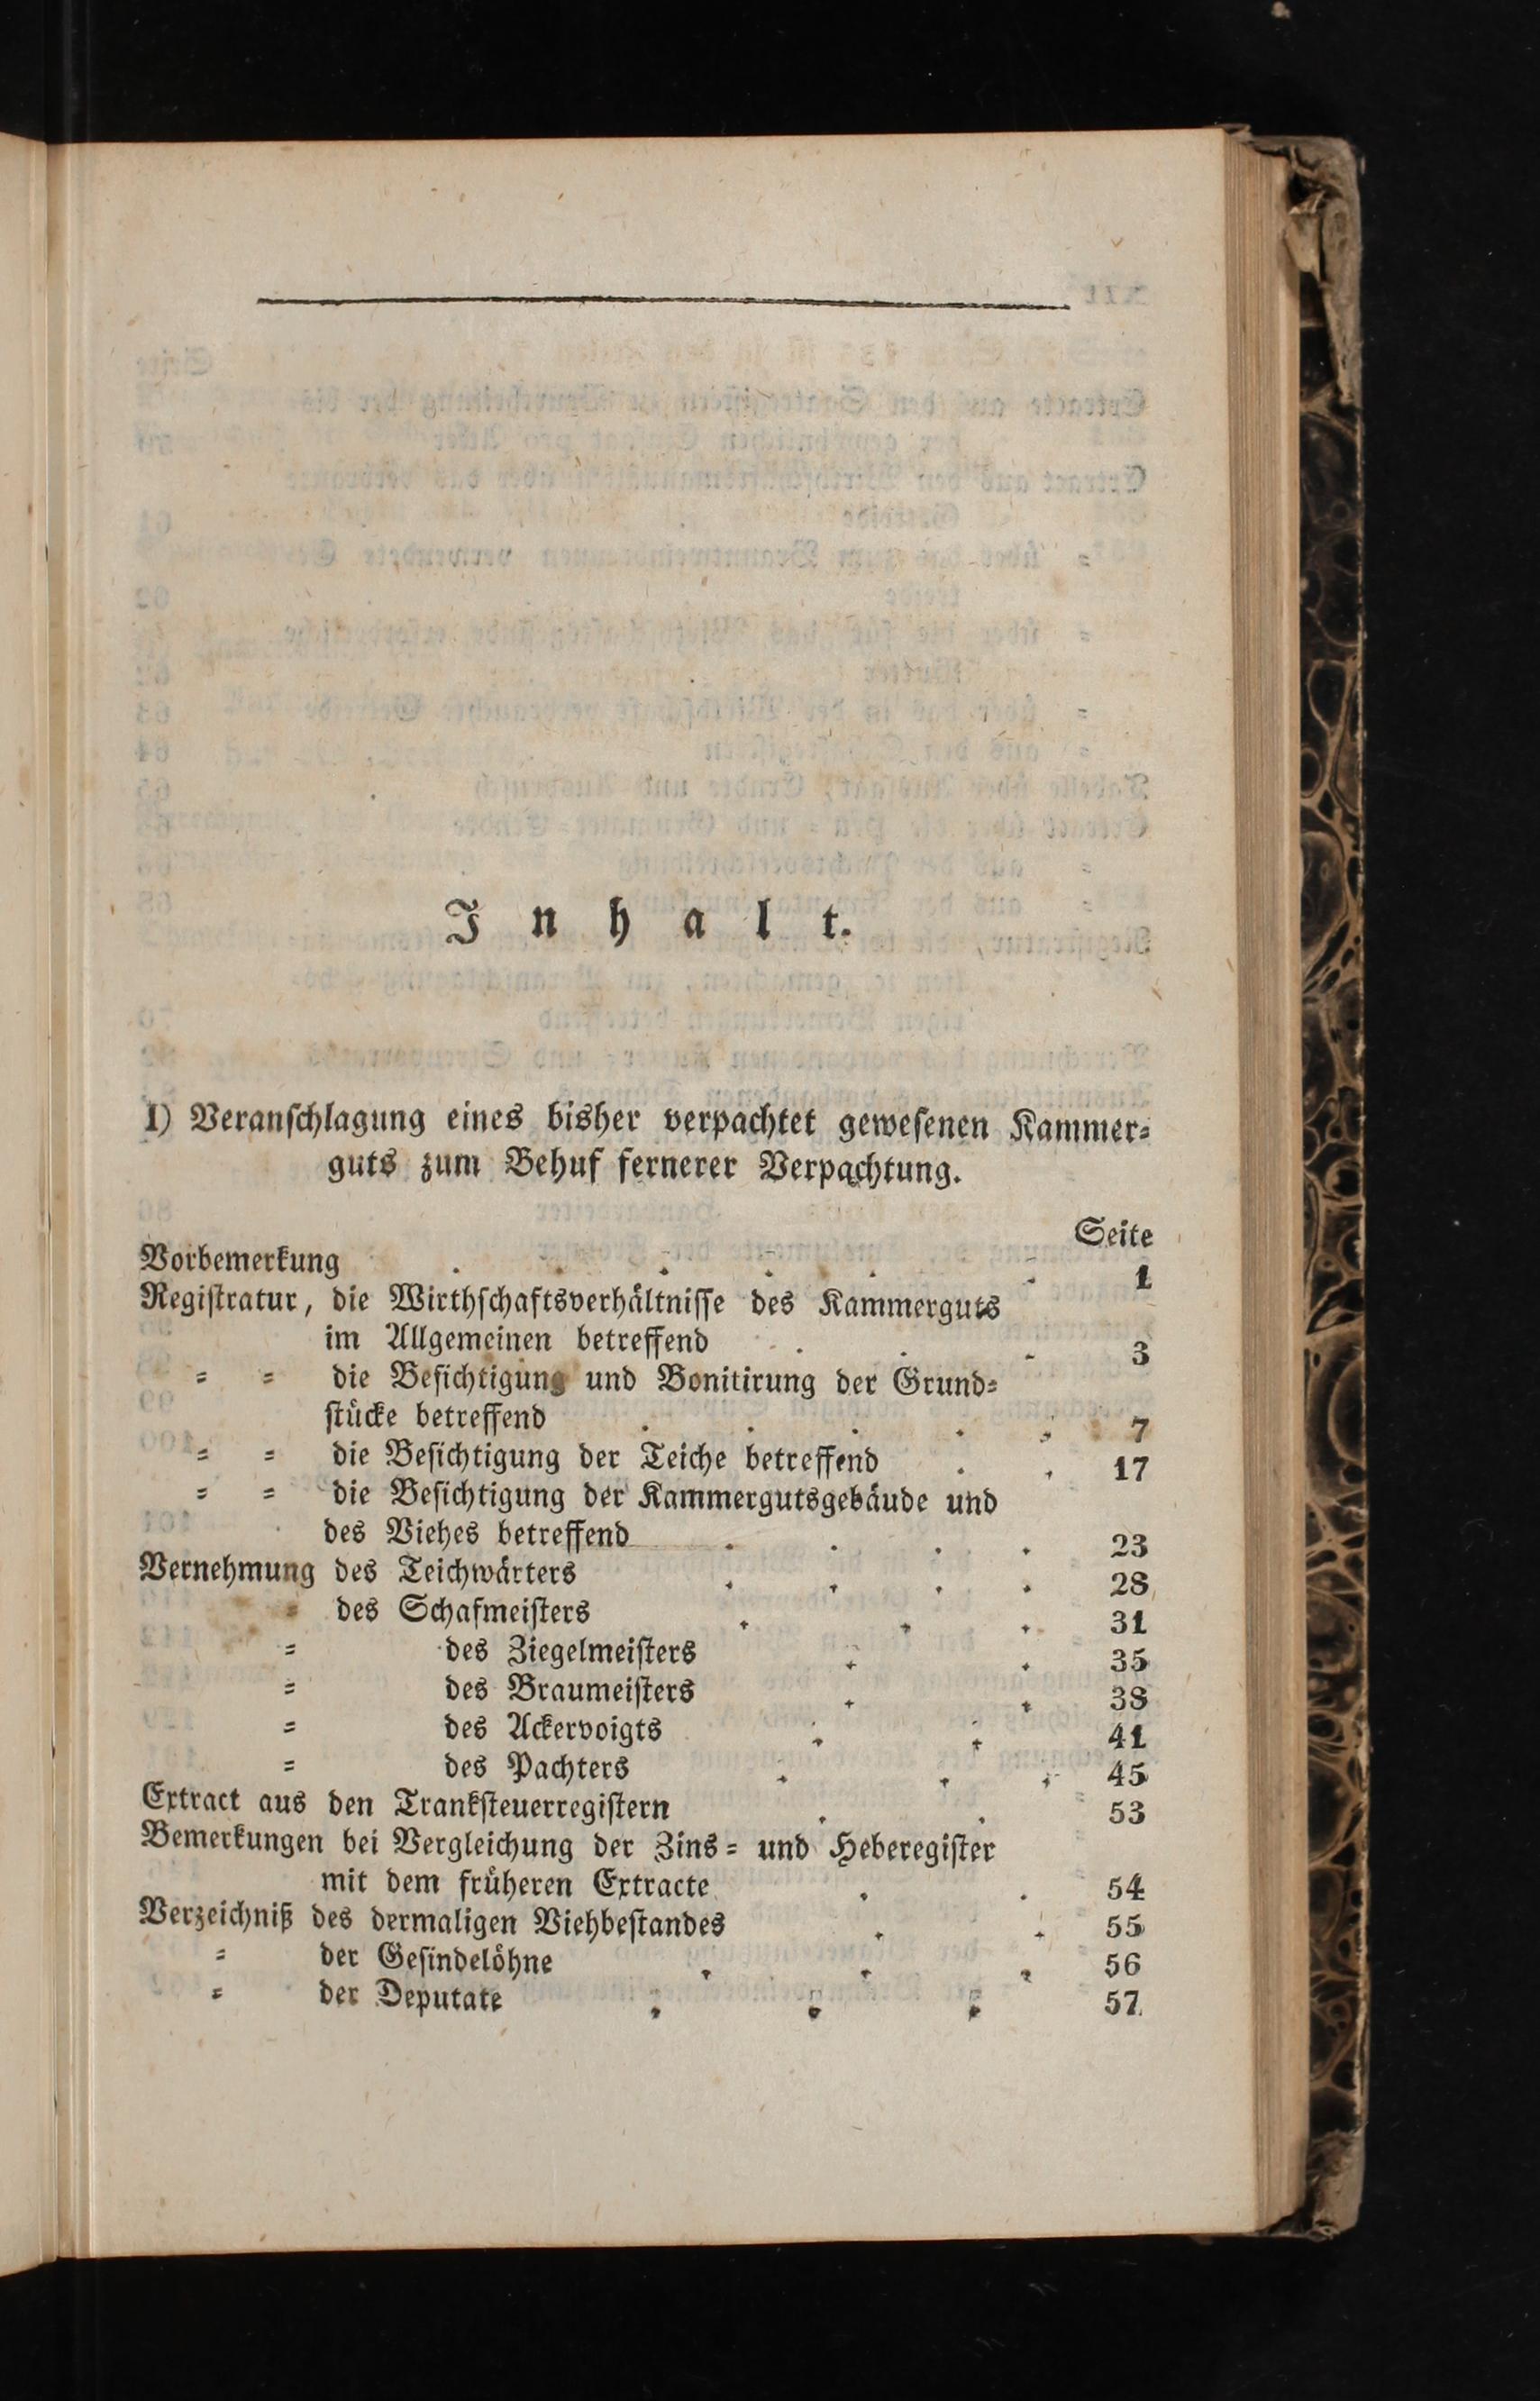 Inhalt.
1) Veranschlagung eines bisher verpachtet gewesenen Kammer=
guts zum Behuf fernerer Verpachtung.
Seite
Vorbemerkung . . . . . . 1
Registratur, die Wirthschaftsverhältnisse des Kammerguts
im Allgemeinen betreffend . . . 3
= = die Besichtigung und Bonitirung der Grund=
stücke betreffend . . . . . 7
= = die Besichtigung der Teiche betreffend . . 17
= = die Besichtigung der Kammergutsgebäude und
des Viehes betreffend . . . . 23
Vernehmung des Teichwärters . . . . 28
= des Schafmeisters . . . 31
= des Ziegelmeisters . . 35
= des Braumeisters . . 38
= des Ackervoigts . . 41
= des Pachters . . . 45
Extract aus den Tranksteuerregistern . . 53
Bemerkungen bei Vergleichung der Zins= und Heberegister
mit dem früheren Extracte . . 54
Verzeichniß des dermaligen Viehbestandes . . 55
= der Gesindelöhne . . . 56
= der Deputate . . . 57